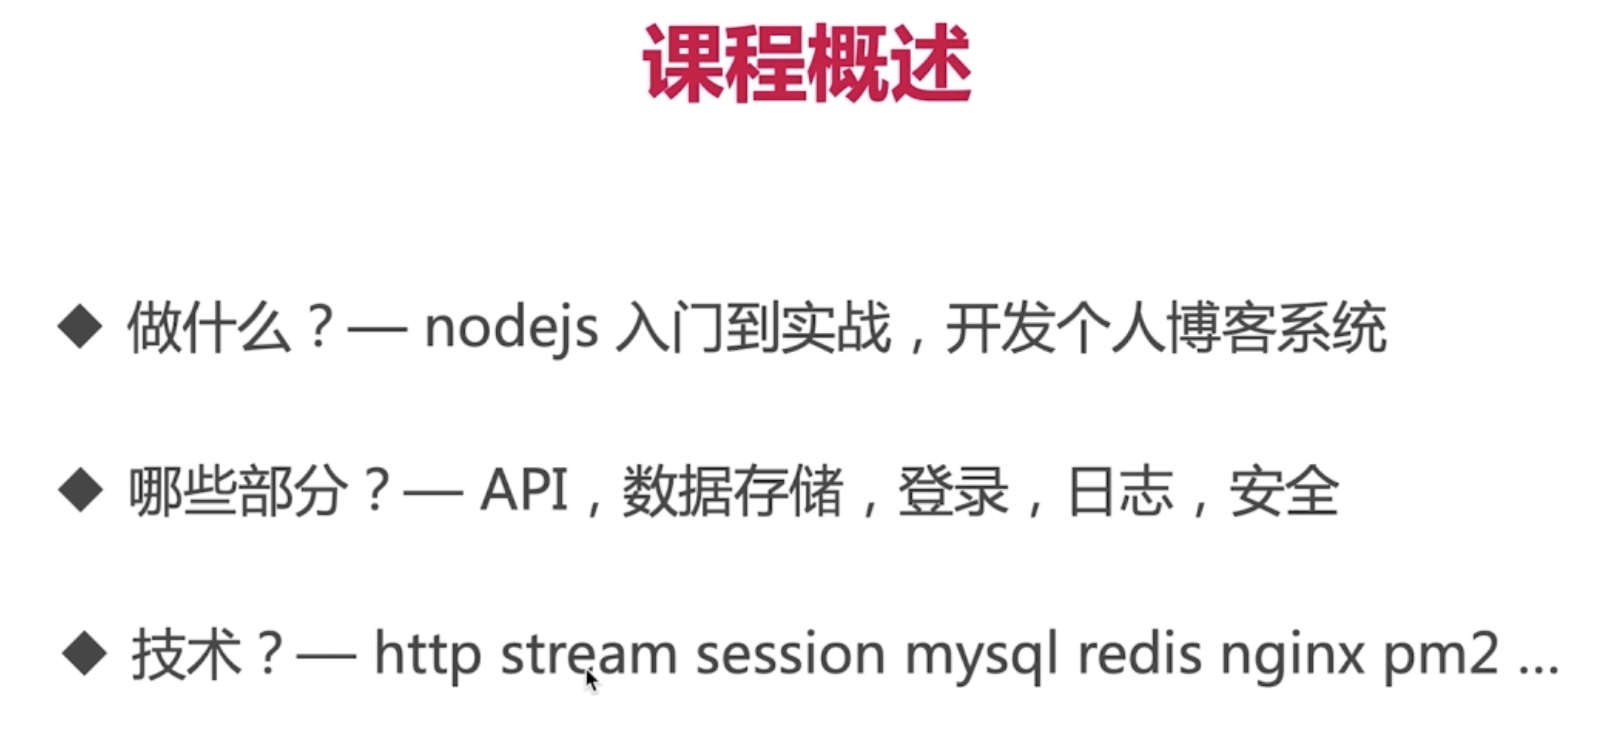 课程概述
◆ 做什么？— nodejs 入门到实战，开发个人博客系统
◆ 哪些部分？— API，数据存储，登录，日志，安全
◆ 技术？— http stream session mysql redis nginx pm2 ...